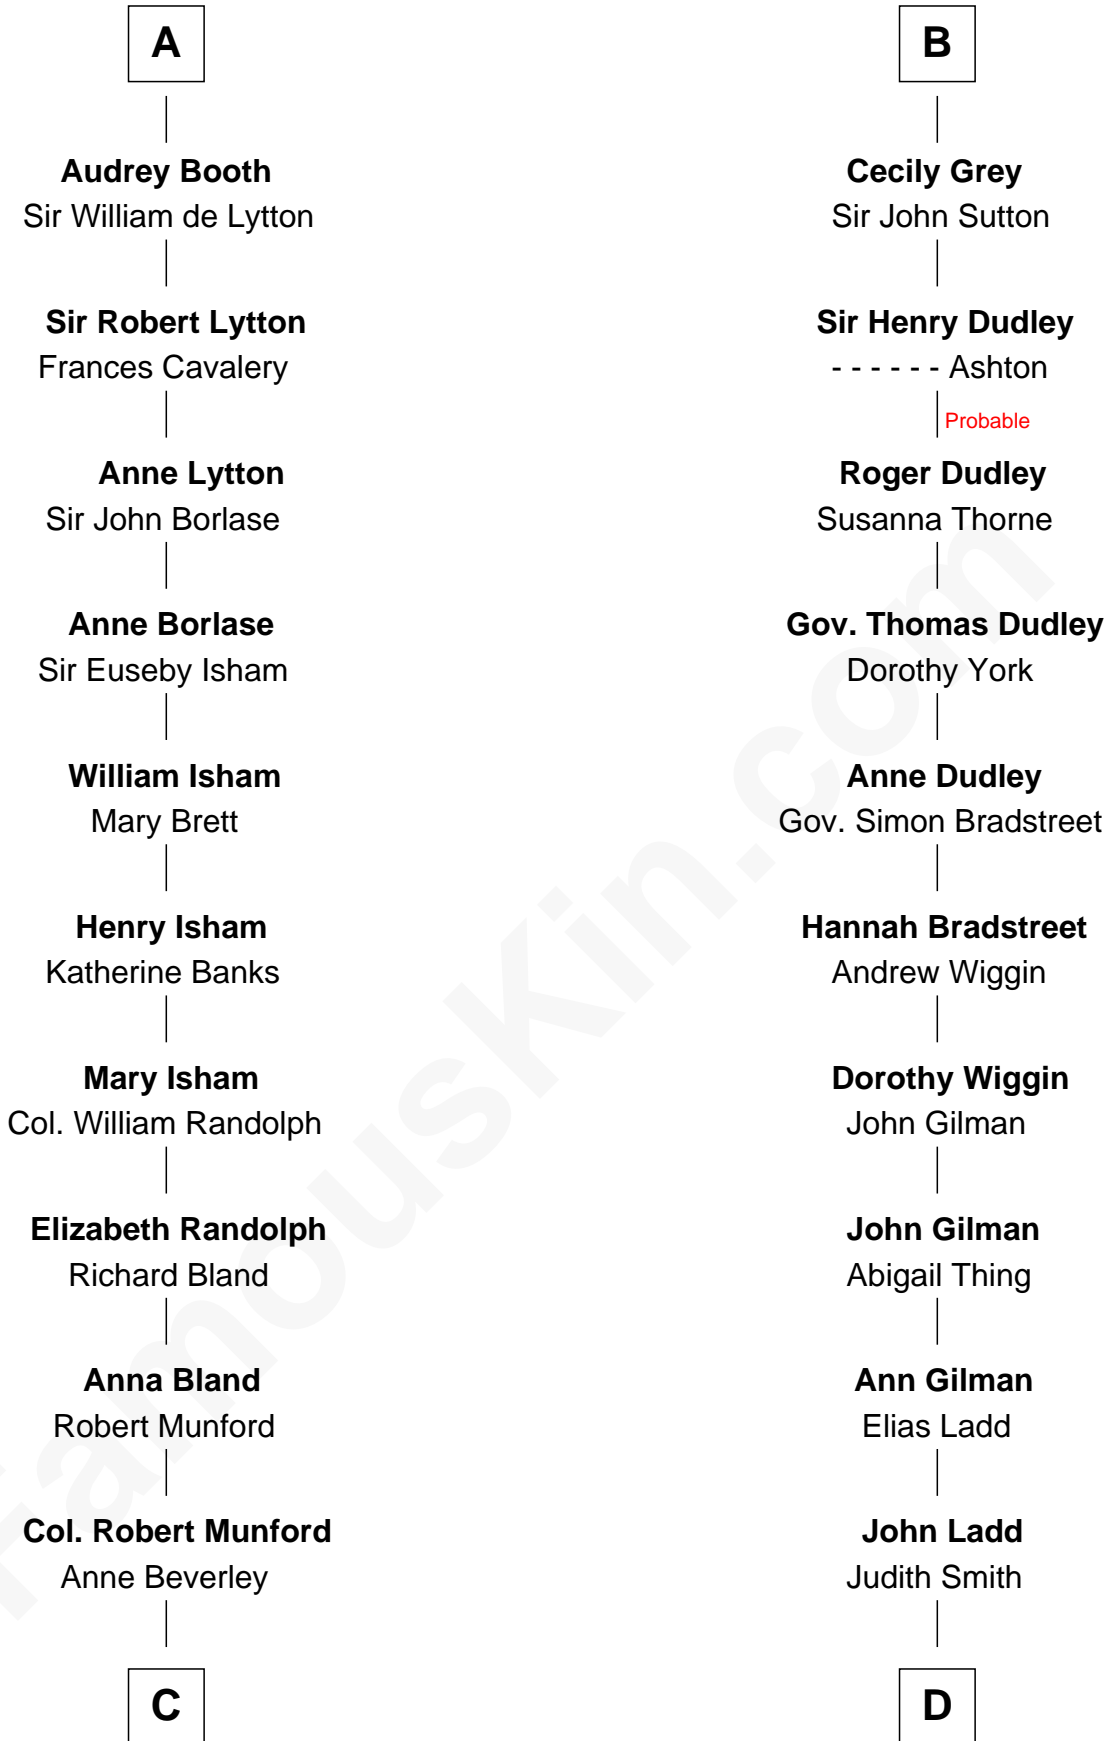 A
Audrey Booth
Sir William de Lytton
Sir Robert Lytton
Frances Cavalery
Anne Lytton
Sir John Borlase
Anne Borlase
Sir Euseby Isham
William Isham
Mary Brett
Henry Isham
Katherine Banks
Mary Isham
Col. William Randolph
Elizabeth Randolph
Richard Bland
Anna Bland
Robert Munford
Col. Robert Munford
Anne Beverley
C
B
Cecily Grey
Sir John Sutton
Sir Henry Dudley
- - - - - - Ashton
Probable
Roger Dudley
Susanna Thorne
Gov. Thomas Dudley
Dorothy York
Anne Dudley
Gov. Simon Bradstreet
Hannah Bradstreet
Andrew Wiggin
Dorothy Wiggin
John Gilman
John Gilman
Abigail Thing
Ann Gilman
Elias Ladd
John Ladd
Judith Smith
D
FamousKin.com